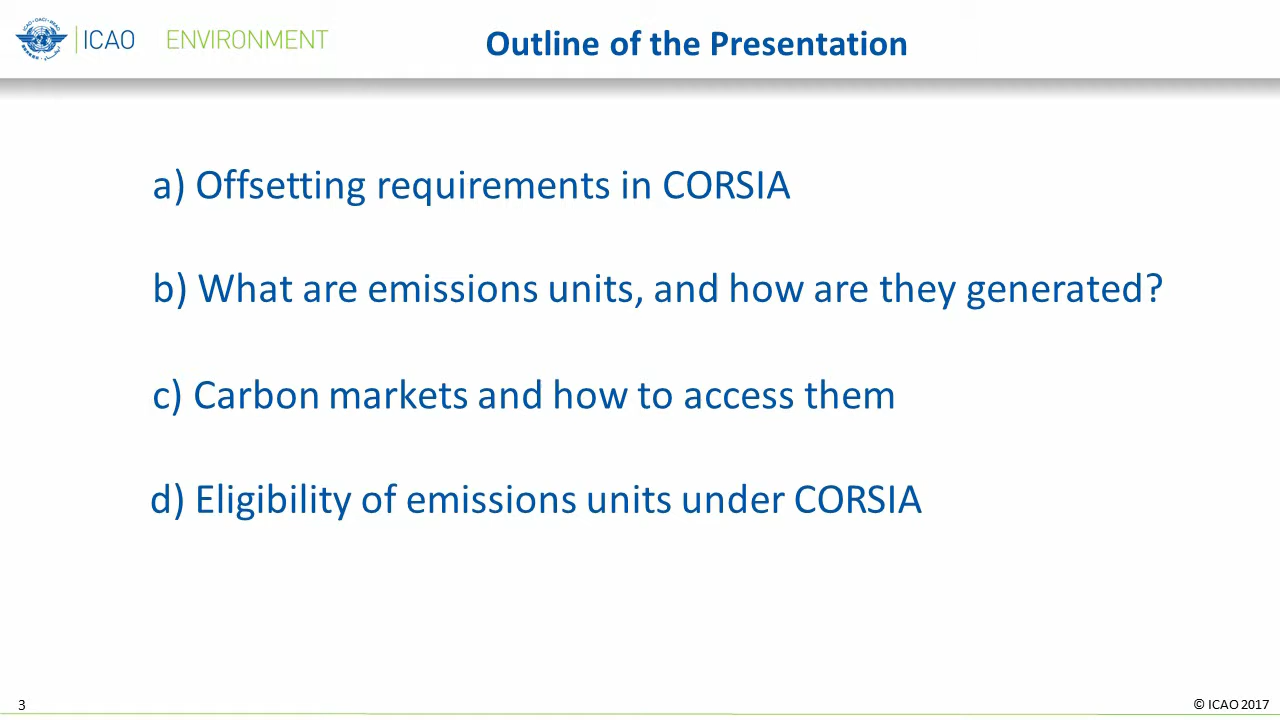 ICAO ENVIRONMENT
Outline of the Presentation
a) Offsetting requirements in CORSIA
b) What are emissions units, and how are they generated?
c) Carbon markets and how to access them
d) Eligibility of emissions units under CORSIA
3
© ICAO 2017